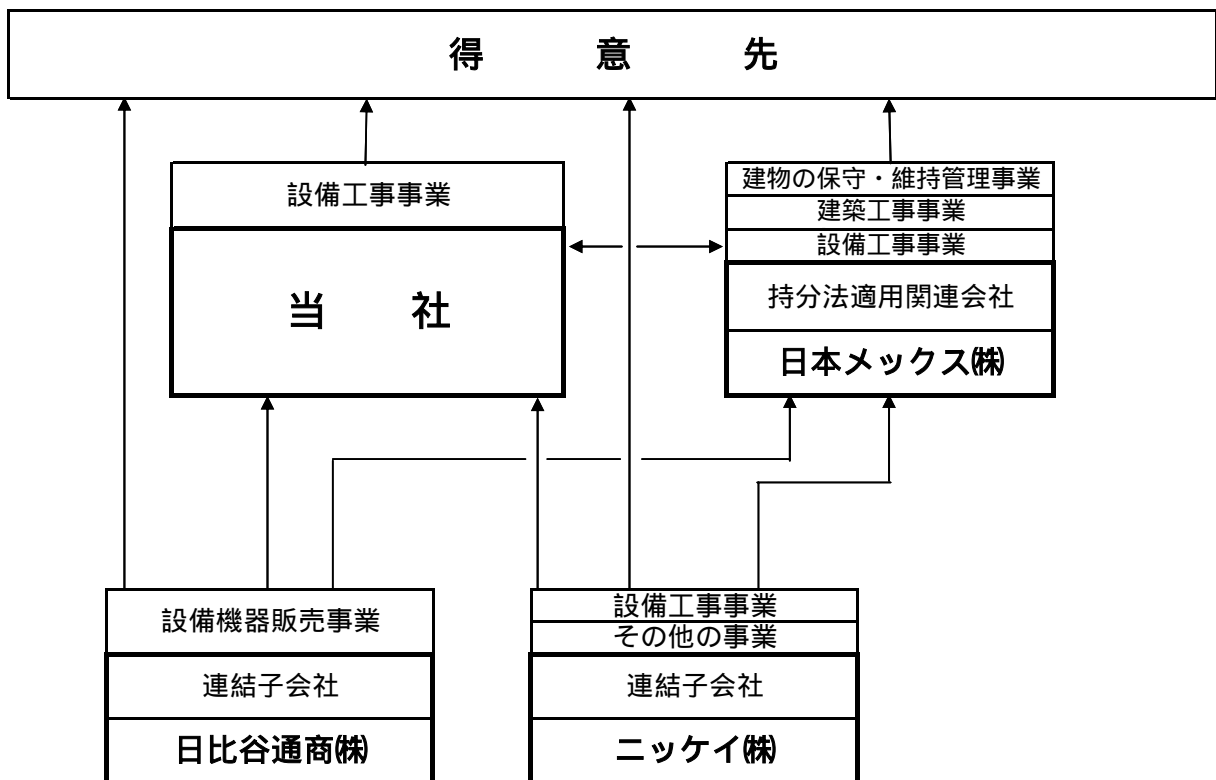 得意先
設備工事事業
当社
建物の保守・維持管理事業
建築工事事業
設備工事事業
持分法適用関連会社
日本メックス㈱
設備機器販売事業
連結子会社
日比谷通商㈱
設備工事事業
その他の事業
連結子会社
ニッケイ㈱